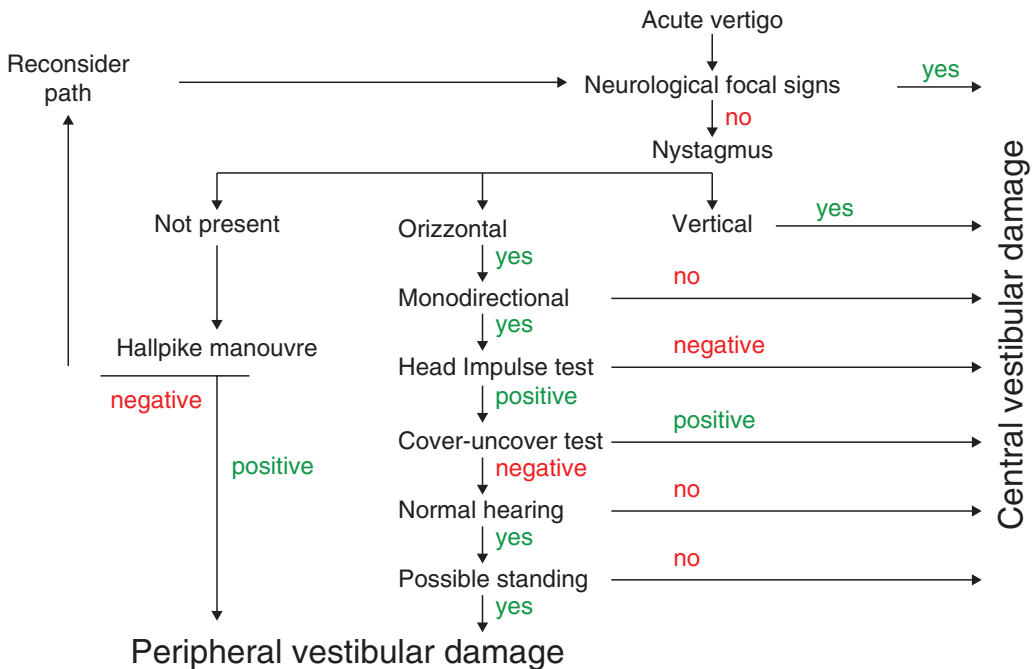 Acute vertigo
Reconsider
path
Neurological focal signs
yes
no
Nystagmus
Not present
Orizzontal
Vertical
yes
yes
Monodirectional
no
yes
Hallpike manouvre
Head Impulse test
negative
negative
positive
Cover-uncover test
positive
positive
negative
Normal hearing
no
yes
Possible standing
no
yes
Peripheral vestibular damage
Central vestibular damage